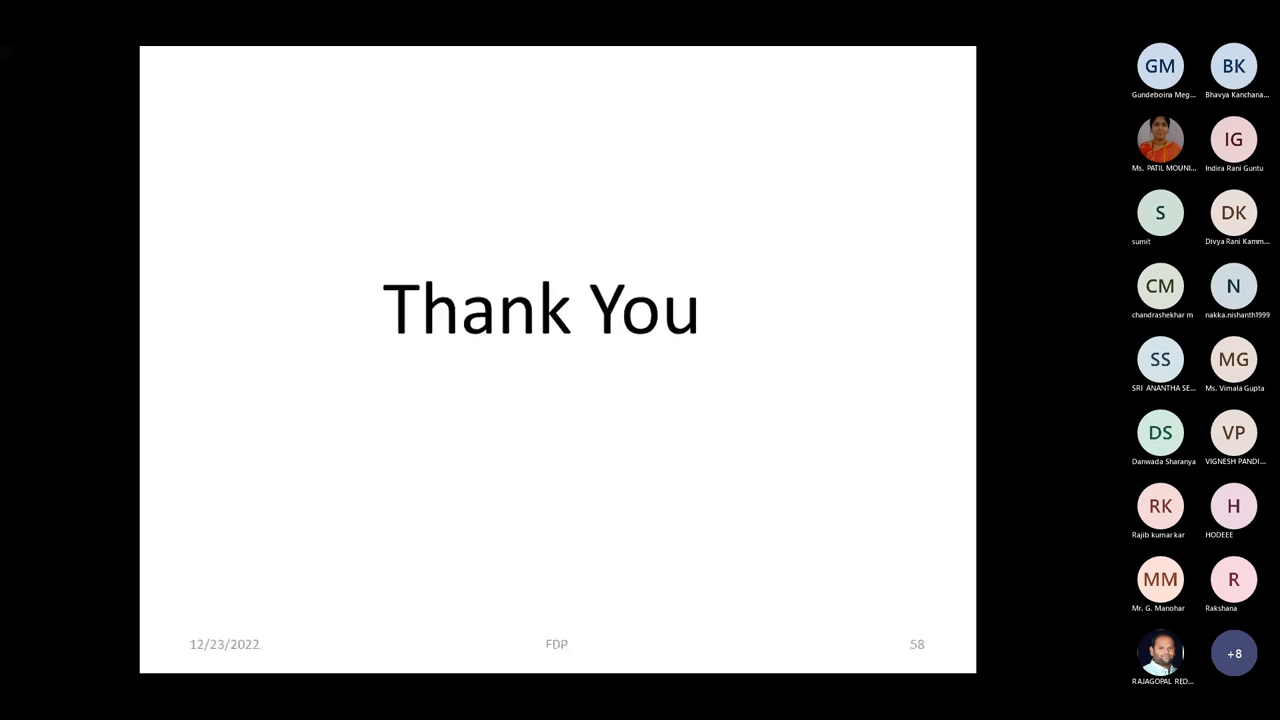 Thank You
12/23/2022
FDP
58
GM
BK
Gundeboina Meg...
Bhavya Kanchana...
IG
Ms. PATIL MOUNI...
Indira Rani Guntu
S
DK
sumit
Divya Rani Kamm...
CM
N
chandrashekhar m
nakka.nishanth1999
SS
MG
SRI ANANTHA SE...
Ms. Vimala Gupta
DS
VP
Danwada Sharanya
VIGNESH PANDI...
RK
H
Rajib kumar kar
HODEEE
MM
R
Mr. G. Manohar
Rakshana
+8
RAJAGOPAL RED...